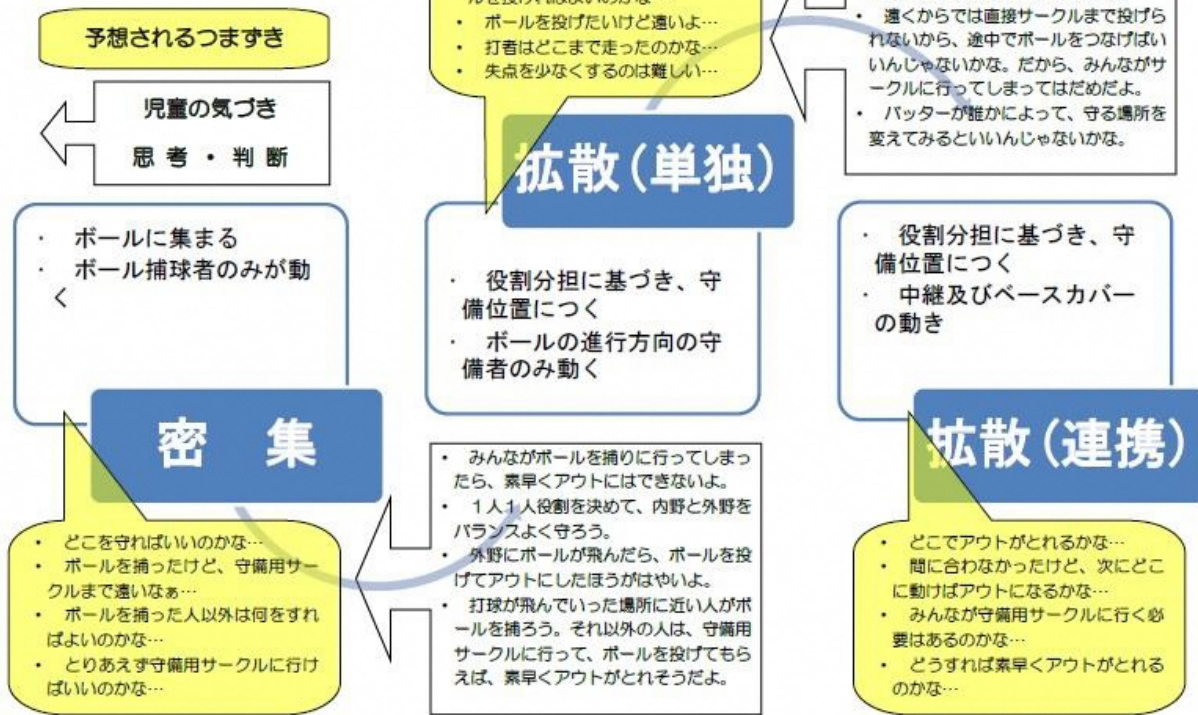 予想されるつまずき
児童の気づき
思考・判断
・ ボールに集まる
・ ボール捕球者のみが動
く
密 集
・ どこを守ればいいのかな…
・ ボールを捕ったけど、守備用サー
クルまで遠いなぁ…
・ ボールを捕った人以外は何をすれ
ばよいのかな…
・ とりあえず守備用サークルに行け
ばいいのかな…
・ ボールを投げたいけど遠いよ…
・ 打者はどこまで走ったのかな…
・ 失点を少なくするのは難しい…
拡散(単独)
・ 役割分担に基づき、守
備位置につく
・ ボールの進行方向の守
備者のみ動く
・ みんながボールを捕りに行ってしまっ
たら、素早くアウトにはできないよ。
・ 1人1人役割を決めて、内野と外野を
バランスよく守ろう。
・ 外野にボールが飛んだら、ボールを投
げてアウトにしたほうがはやいよ。
・ 打球が飛んでいった場所に近い人がボ
ールを捕ろう。それ以外の人は、守備用
サークルに行って、ボールを投げてもら
えば、素早くアウトがとれそうだよ。
・ 遠くからでは直接サークルまで投げら
れないから、途中でボールをつなげばい
いんじゃないかな。だから、みんながサ
ークルに行ってしまってはだめだよ。
・ バッターが誰かによって、守る場所を
変えてみるといいんじゃないかな。
・ 役割分担に基づき、守
備位置につく
・ 中継及びベースカバー
の動き
拡散(連携)
・ どこでアウトがとれるかな…
・間に合わなかったけど、次にどこ
に動けばアウトになるかな…
・ みんなが守備用サークルに行く必
要はあるのかな…
・ どうすれば素早くアウトがとれる
のかな…